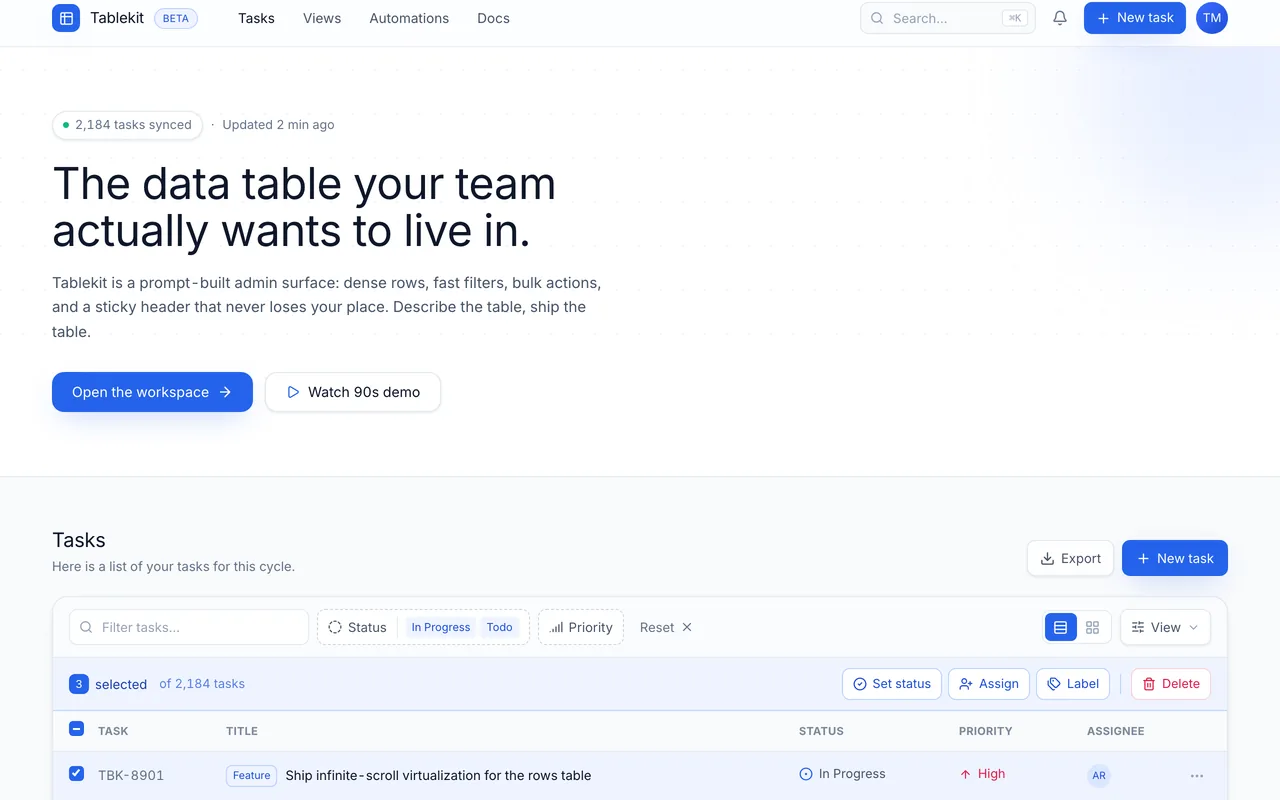 Tablekit BETA Tasks Views Automations Docs Search... ⌘K + New task TM
2,184 tasks synced · Updated 2 min ago
The data table your team
actually wants to live in.
Tablekit is a prompt-built admin surface: dense rows, fast filters, bulk actions,
and a sticky header that never loses your place. Describe the table, ship the
table.
Open the workspace → Watch 90s demo
Tasks
Here is a list of your tasks for this cycle.
Export + New task
Filter tasks... Status In Progress Todo Priority Reset × View
3 selected of 2,184 tasks Set status Assign Label Delete
TASK TITLE STATUS PRIORITY ASSIGNEE
TBK-8901 Feature Ship infinite-scroll virtualization for the rows table In Progress ↑ High AR ...